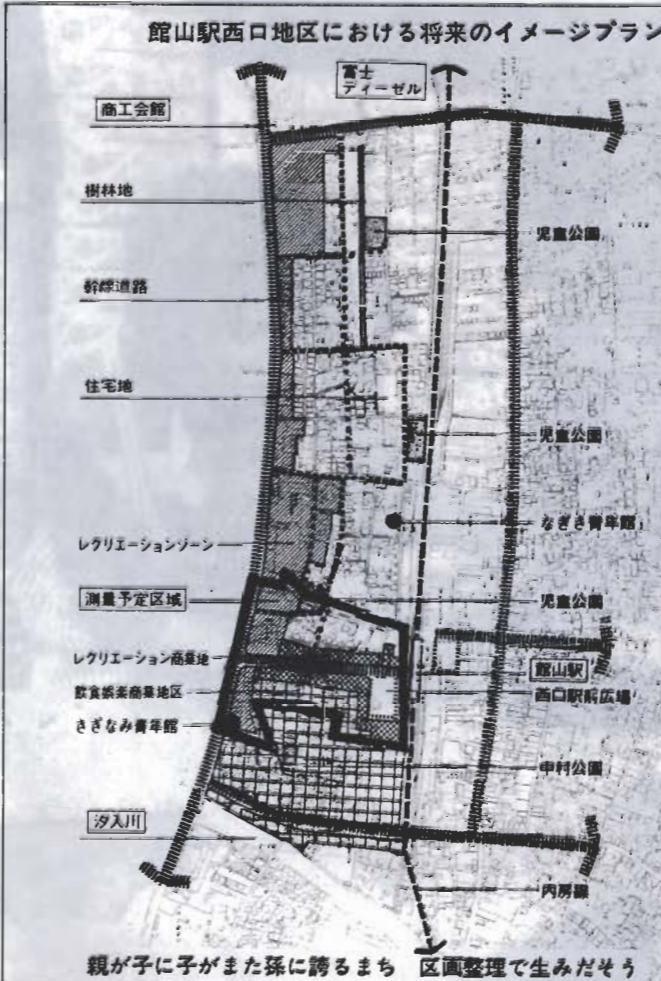 館山駅西口地区における将来のイメージプラン
富士
ディーゼル
商工会館
樹林地
児童公園
幹線道路
住宅地
児童公園
なぎさ青年館
レクリエーションゾーン
測量予定区域
児童公園
レクリエーション商業地
館山駅
飲食娯楽商業地区
西口駅前広場
さざなみ青年館
中村公園
汐入川
内房線
親が子に子がまた孫に誇るまち 区画整理で生みだそう